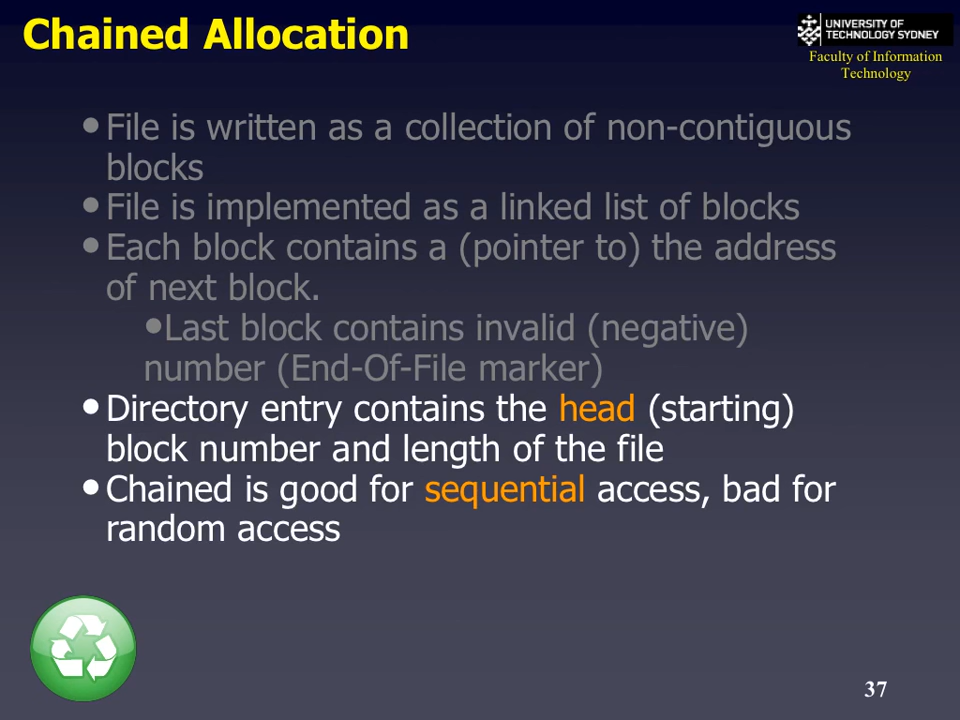 Chained Allocation
UNIVERSITY OF
TECHNOLOGY SYDNEY
Faculty of Information
Technology
•File is written as a collection of non-contiguous
blocks
•File is implemented as a linked list of blocks
•Each block contains a (pointer to) the address
of next block.
•Last block contains invalid (negative)
number (End-Of-File marker)
•Directory entry contains the head (starting)
block number and length of the file
•Chained is good for sequential access, bad for
random access
37